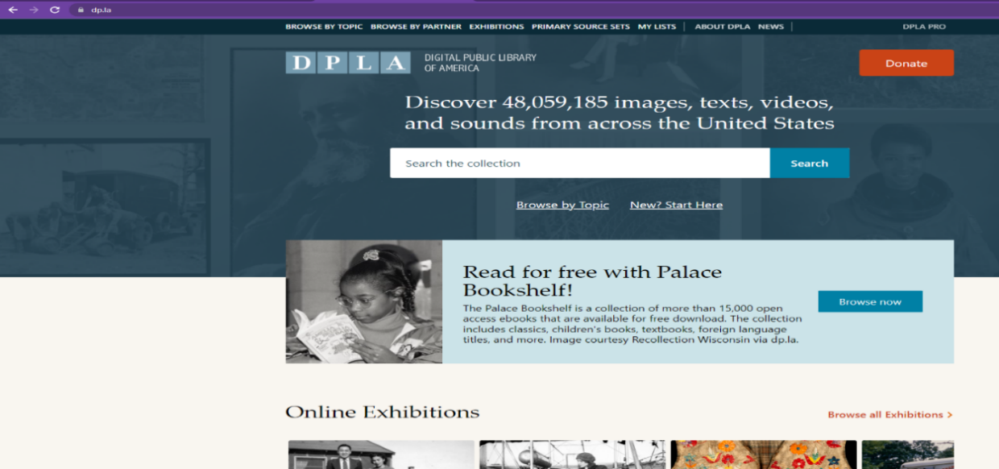 dp.la
BROWSE BY TOPIC BROWSE BY PARTNER EXHIBITIONS PRIMARY SOURCE SETS MY LISTS | ABOUT DPLA NEWS | DPLA PRO
DPLA
DIGITAL PUBLIC LIBRARY
OF AMERICA
Donate
Discover 48,059,185 images, texts, videos,
and sounds from across the United States
Search the collection Search
Browse by Topic New? Start Here
Read for free with Palace
Bookshelf!
The Palace Bookshelf is a collection of more than 15,000 open
access ebooks that are available for free download. The collection
includes classics, children's books, textbooks, foreign language
titles, and more. Image courtesy Recollection Wisconsin via dp.la.
Browse now
Online Exhibitions
Browse all Exhibitions >